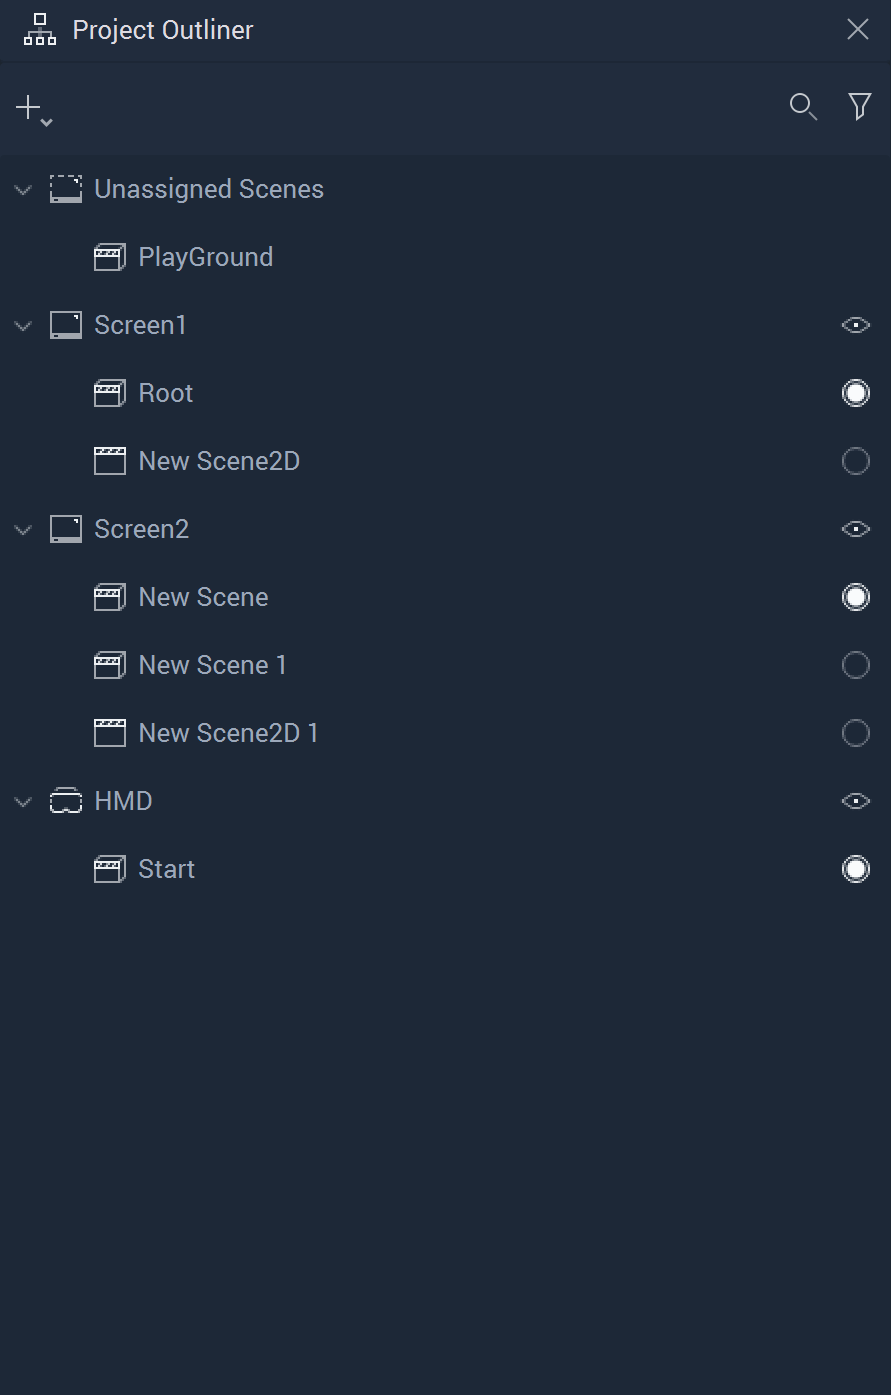 Project Outliner
Unassigned Scenes
PlayGround
Screen1
Root
New Scene2D
Screen2
New Scene
New Scene 1
New Scene2D 1
HMD
Start